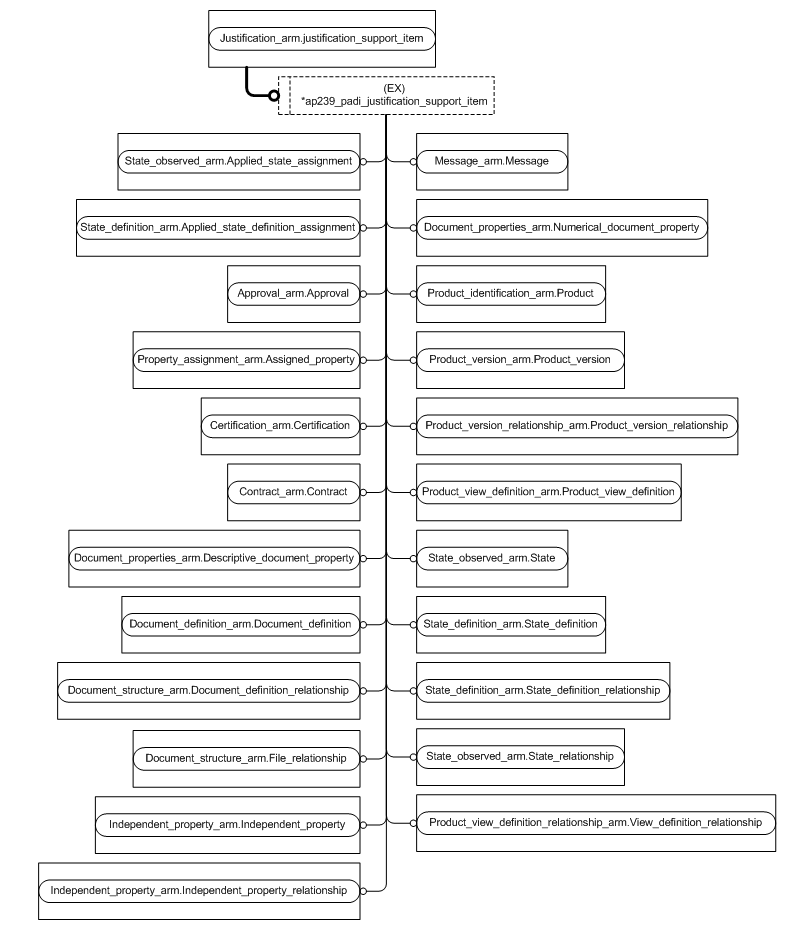 Justification_arm.justification_support_item
(EX)
*ap239_padi_justification_support_item
State_observed_arm.Applied_state_assignment
Message_arm.Message
State_definition_arm.Applied_state_definition_assignment
Document_properties_arm.Numerical_document_property
Approval_arm.Approval
Product_identification_arm.Product
Property_assignment_arm.Assigned_property
Product_version_arm.Product_version
Certification_arm.Certification
Product_version_relationship_arm.Product_version_relationship
Contract_arm.Contract
Product_view_definition_arm.Product_view_definition
Document_properties_arm.Descriptive_document_property
State_observed_arm.State
Document_definition_arm.Document_definition
State_definition_arm.State_definition
Document_structure_arm.Document_definition_relationship
State_definition_arm.State_definition_relationship
Document_structure_arm.File_relationship
State_observed_arm.State_relationship
Independent_property_arm.Independent_property
Product_view_definition_relationship_arm.View_definition_relationship
Independent_property_arm.Independent_property_relationship